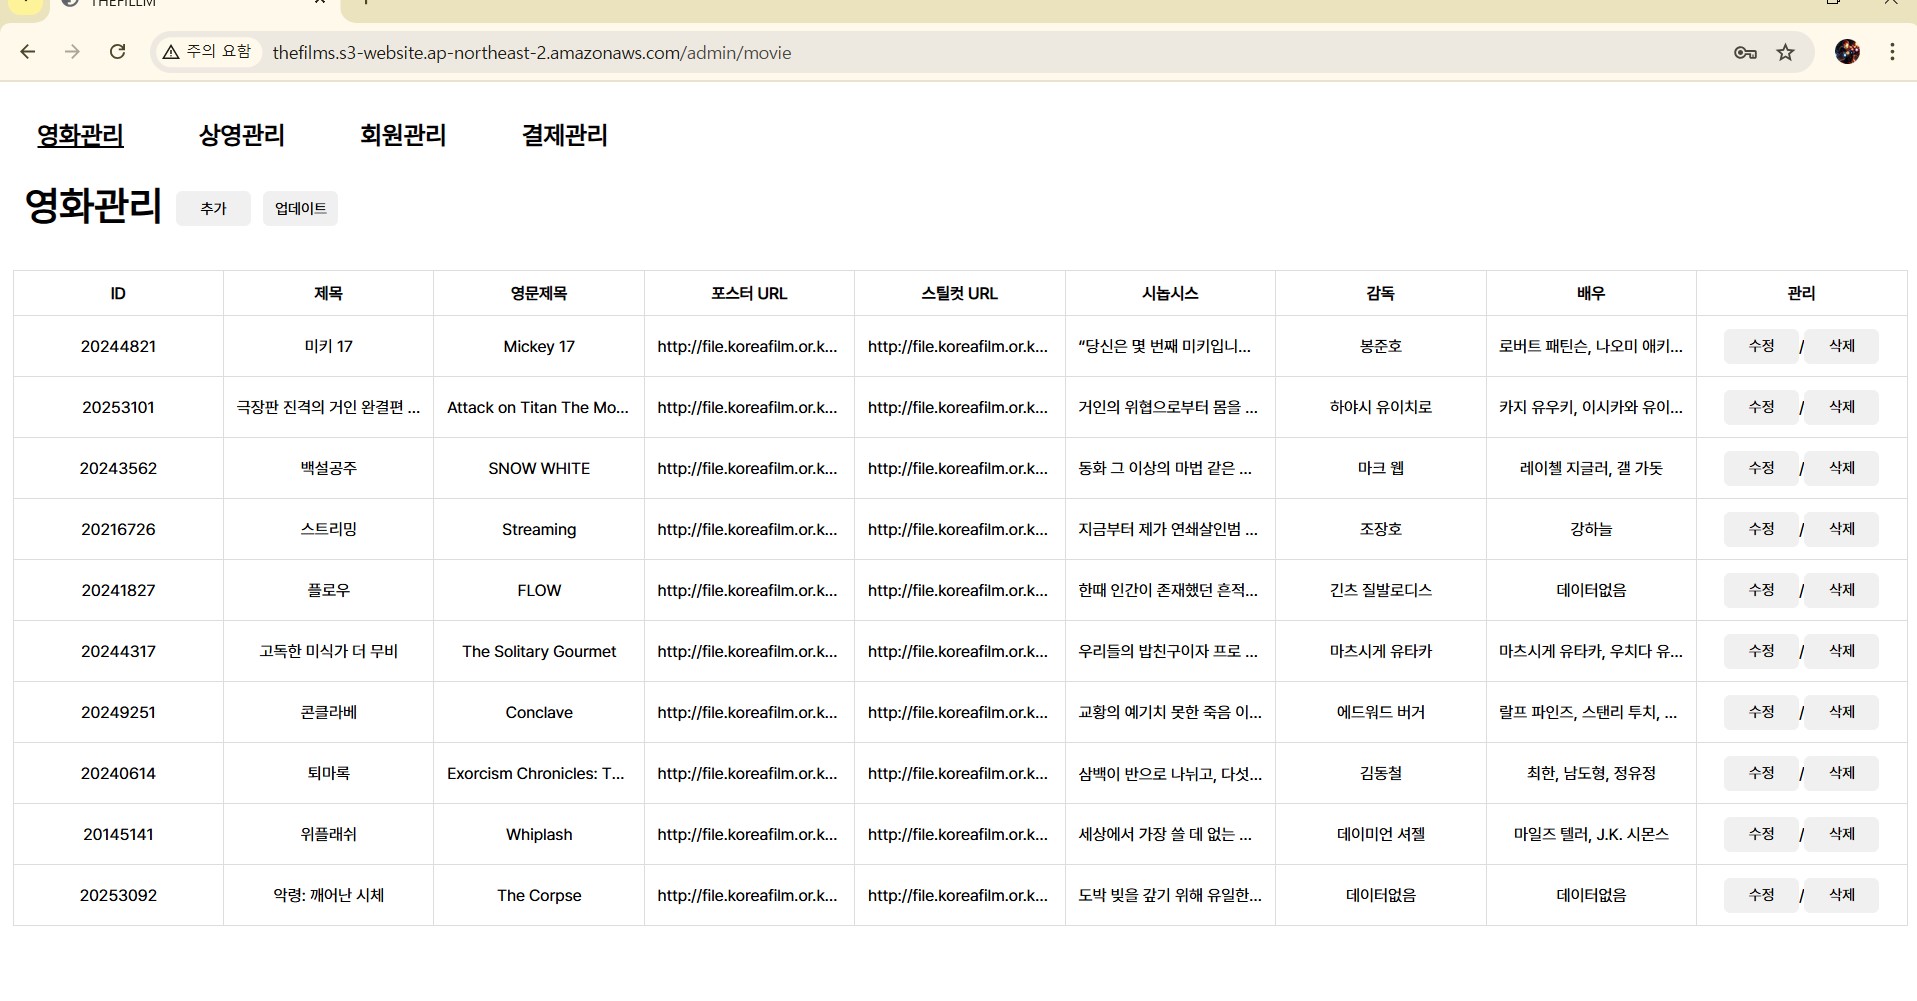 THEFILLM
주의 요함 thefilms.s3-website.ap-northeast-2.amazonaws.com/admin/movie
영화관리 상영관리 회원관리 결제관리
영화관리 추가 업데이트
ID 제목 영문제목 포스터 URL 스틸컷 URL 시놉시스 감독 배우 관리
20244821 미키 17 Mickey 17 http://file.koreafilm.or.k... http://file.koreafilm.or.k... “당신은 몇 번째 미키입니... 봉준호 로버트 패틴슨, 나오미 애키... 수정 / 삭제
20253101 극장판 진격의 거인 완결편 ... Attack on Titan The Mo... http://file.koreafilm.or.k... http://file.koreafilm.or.k... 거인의 위협으로부터 몸을 ... 하야시 유이치로 카지 유우키, 이시카와 유이... 수정 / 삭제
20243562 백설공주 SNOW WHITE http://file.koreafilm.or.k... http://file.koreafilm.or.k... 동화 그 이상의 마법 같은 ... 마크 웹 레이첼 지글러, 갤 가돗 수정 / 삭제
20216726 스트리밍 Streaming http://file.koreafilm.or.k... http://file.koreafilm.or.k... 지금부터 제가 연쇄살인범 ... 조장호 강하늘 수정 / 삭제
20241827 플로우 FLOW http://file.koreafilm.or.k... http://file.koreafilm.or.k... 한때 인간이 존재했던 흔적... 긴츠 질발로디스 데이터없음 수정 / 삭제
20244317 고독한 미식가 더 무비 The Solitary Gourmet http://file.koreafilm.or.k... http://file.koreafilm.or.k... 우리들의 밥친구이자 프로 ... 마츠시게 유타카 마츠시게 유타카, 우치다 유... 수정 / 삭제
20249251 콘클라베 Conclave http://file.koreafilm.or.k... http://file.koreafilm.or.k... 교황의 예기치 못한 죽음 이... 에드워드 버거 랄프 파인즈, 스탠리 투치, ... 수정 / 삭제
20240614 퇴마록 Exorcism Chronicles: T... http://file.koreafilm.or.k... http://file.koreafilm.or.k... 삼백이 반으로 나뉘고, 다섯... 김동철 최한, 남도형, 정유정 수정 / 삭제
20145141 위플래쉬 Whiplash http://file.koreafilm.or.k... http://file.koreafilm.or.k... 세상에서 가장 쓸 데 없는 ... 데이미언 셔젤 마일즈 텔러, J.K. 시몬스 수정 / 삭제
20253092 악령: 깨어난 시체 The Corpse http://file.koreafilm.or.k... http://file.koreafilm.or.k... 도박 빚을 갚기 위해 유일한... 데이터없음 데이터없음 수정 / 삭제